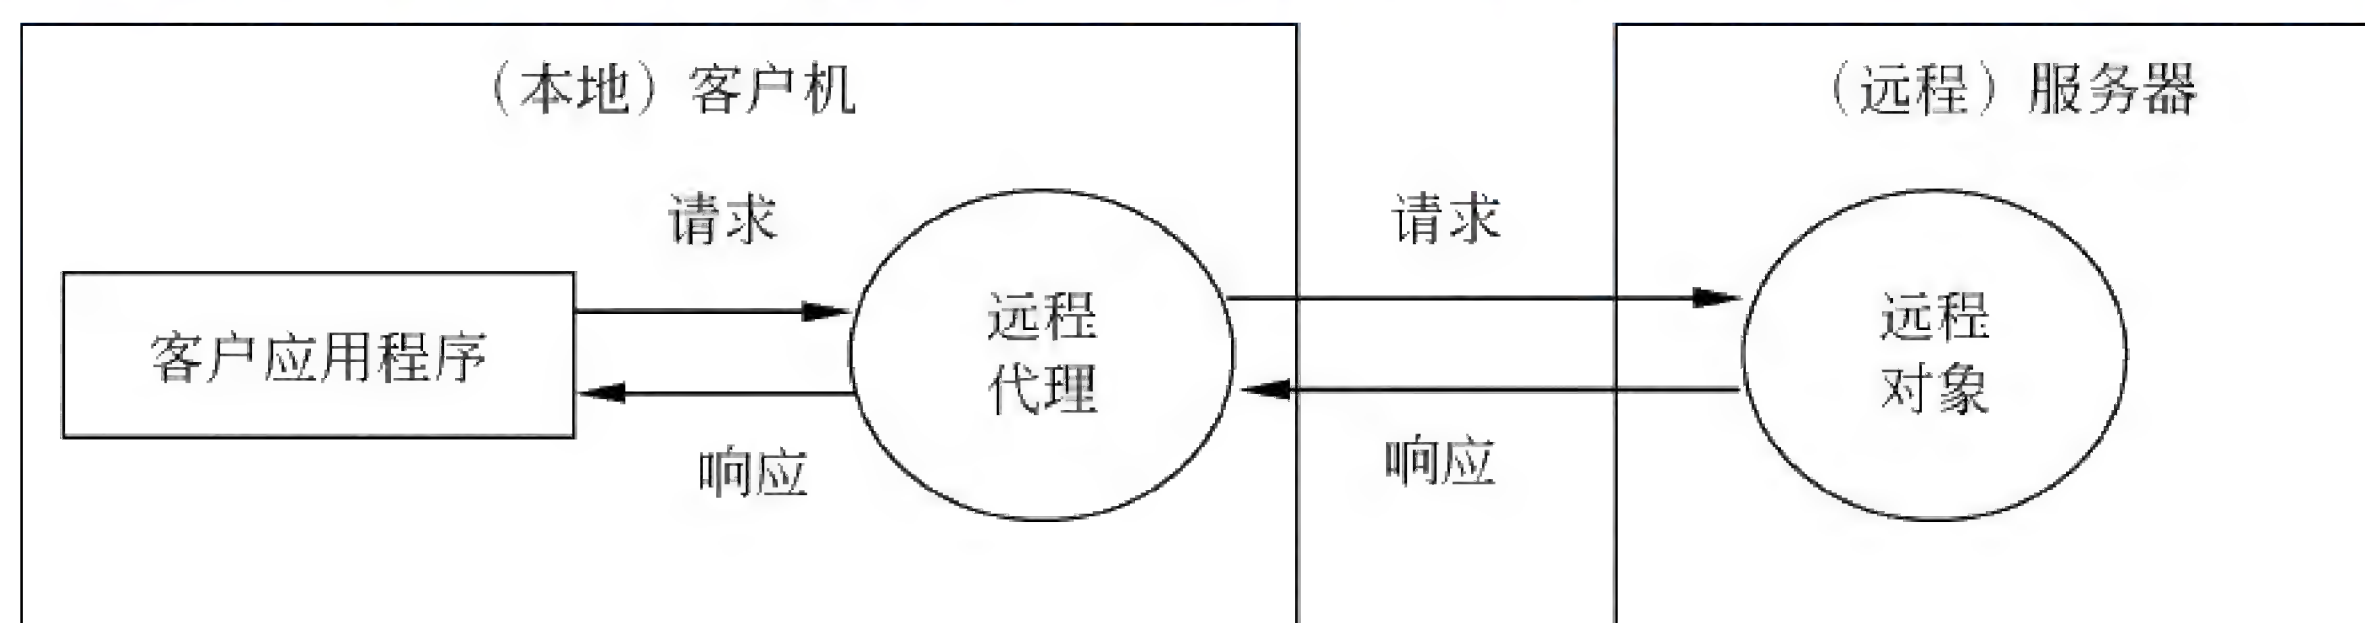 （本地）客户机
（远程）服务器
请求
请求
客户应用程序
远程
代理
远程
对象
响应
响应